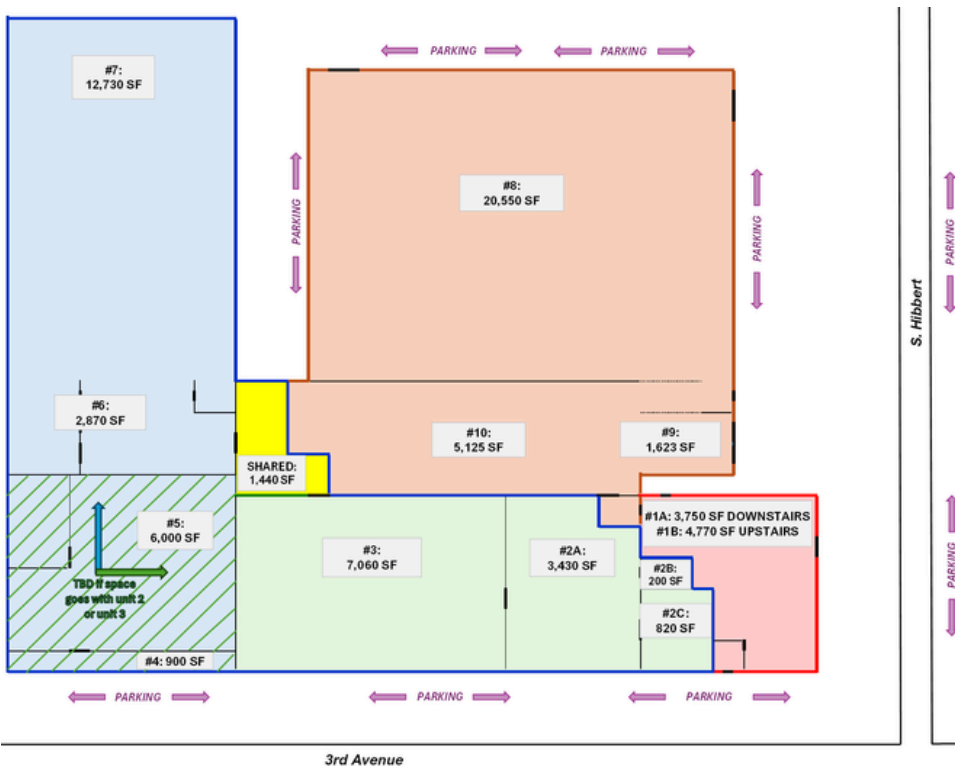 PARKING
PARKING
#7:
12,730 SF
#8:
20,550 SF
PARKING
PARKING
PARKING
S. Hibbert
#6:
2,870 SF
#10:
5,125 SF
#9:
1,623 SF
SHARED:
1,440 SF
#5:
6,000 SF
#3:
7,060 SF
#2A:
3,430 SF
#1A: 3,750 SF DOWNSTAIRS
#1B: 4,770 SF UPSTAIRS
#2B:
200 SF
TBD if space
goes with unit 2
or unit 3
#2C:
820 SF
PARKING
#4: 900 SF
PARKING
PARKING
PARKING
3rd Avenue